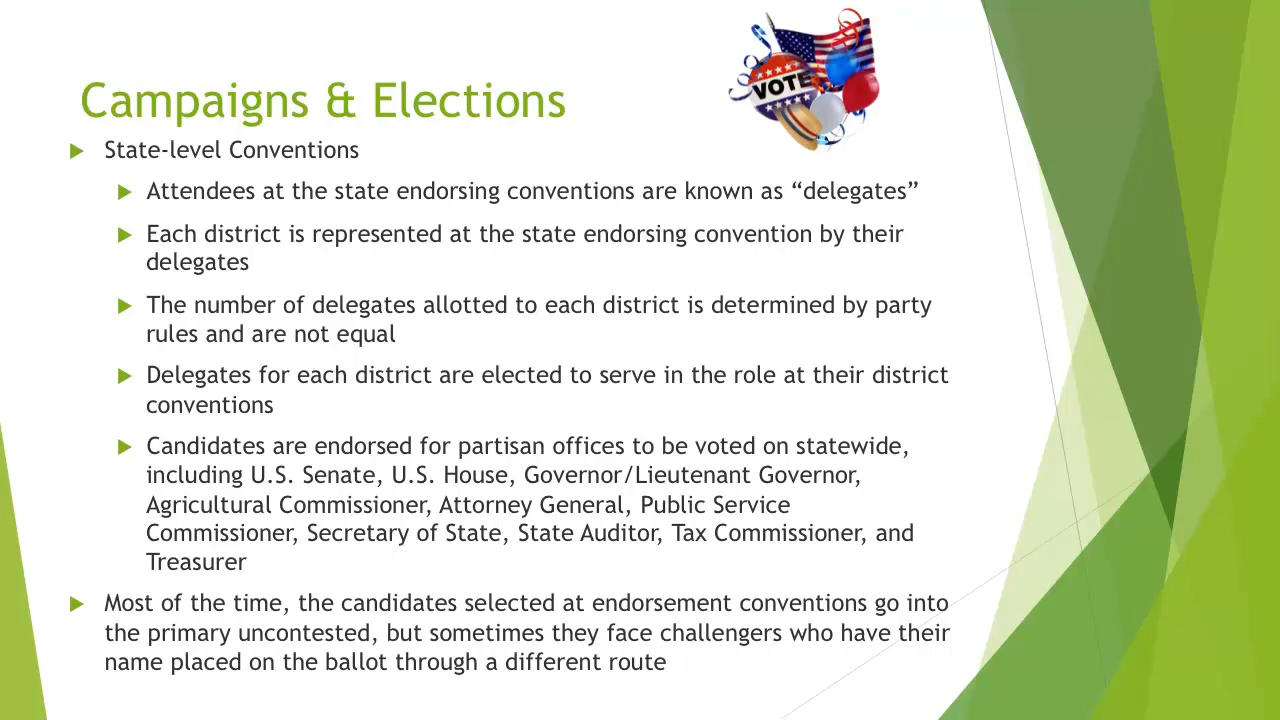 VOTE
Campaigns & Elections
State-level Conventions
Attendees at the state endorsing conventions are known as “delegates”
Each district is represented at the state endorsing convention by their
delegates
The number of delegates allotted to each district is determined by party
rules and are not equal
Delegates for each district are elected to serve in the role at their district
conventions
Candidates are endorsed for partisan offices to be voted on statewide,
including U.S. Senate, U.S. House, Governor/Lieutenant Governor,
Agricultural Commissioner, Attorney General, Public Service
Commissioner, Secretary of State, State Auditor, Tax Commissioner, and
Treasurer
Most of the time, the candidates selected at endorsement conventions go into
the primary uncontested, but sometimes they face challengers who have their
name placed on the ballot through a different route